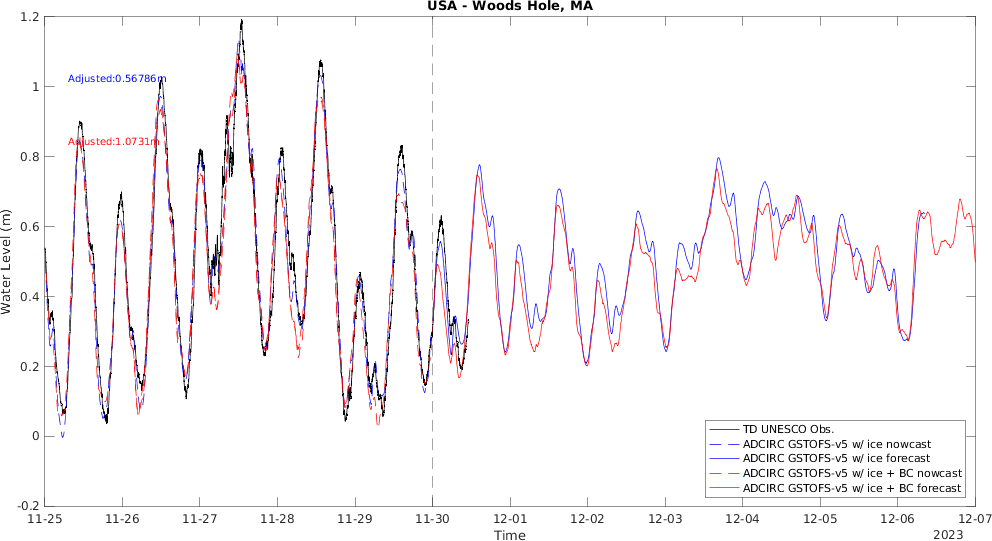 USA - Woods Hole, MA
Adjusted:0.56786m
Adjusted:1.0731m
Water Level (m)
1.2
1
0.8
0.6
0.4
0.2
0
-0.2
TD UNESCO Obs.
ADCIRC GSTOFS-v5 w/ ice nowcast
ADCIRC GSTOFS-v5 w/ ice forecast
ADCIRC GSTOFS-v5 w/ ice + BC nowcast
ADCIRC GSTOFS-v5 w/ ice + BC forecast
11-25 11-26 11-27 11-28 11-29 11-30 12-01 12-02 12-03 12-04 12-05 12-06 12-07
Time
2023